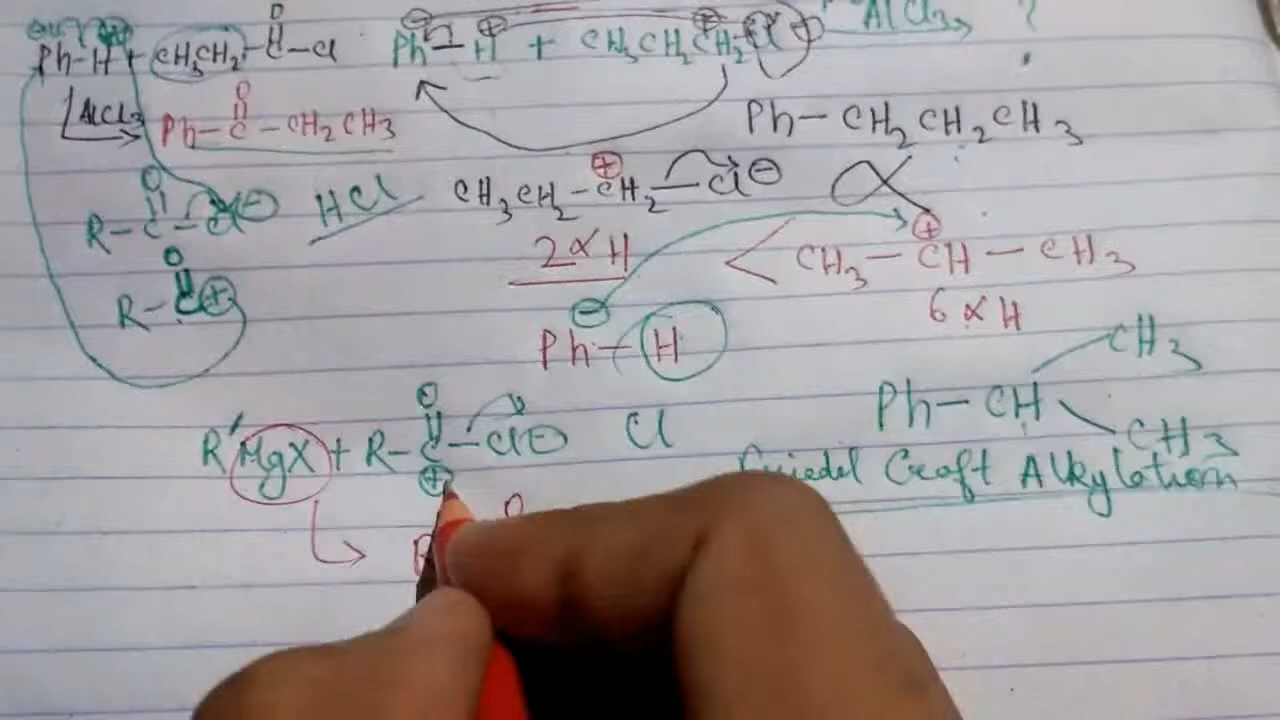 Ph-H + CH3CH2-C-Cl
O
Ph-H + CH3CH2CH2Cl AlCl3 ?
AlCl3
O
Ph-C-CH2CH3
Ph-CH2CH2CH3
O
R-C-Cl⊖ HCl
CH3CH2-CH2-Cl⊖
⊕
2αH < CH3-CH-CH3
⊕
6αH
O
R-C⊕
⊖
Ph-H
Ph-CH
CH3
CH3
Friedel Craft Alkylation
R'MgX + R-C-Cl⊖ Cl
O
⊕
O
R